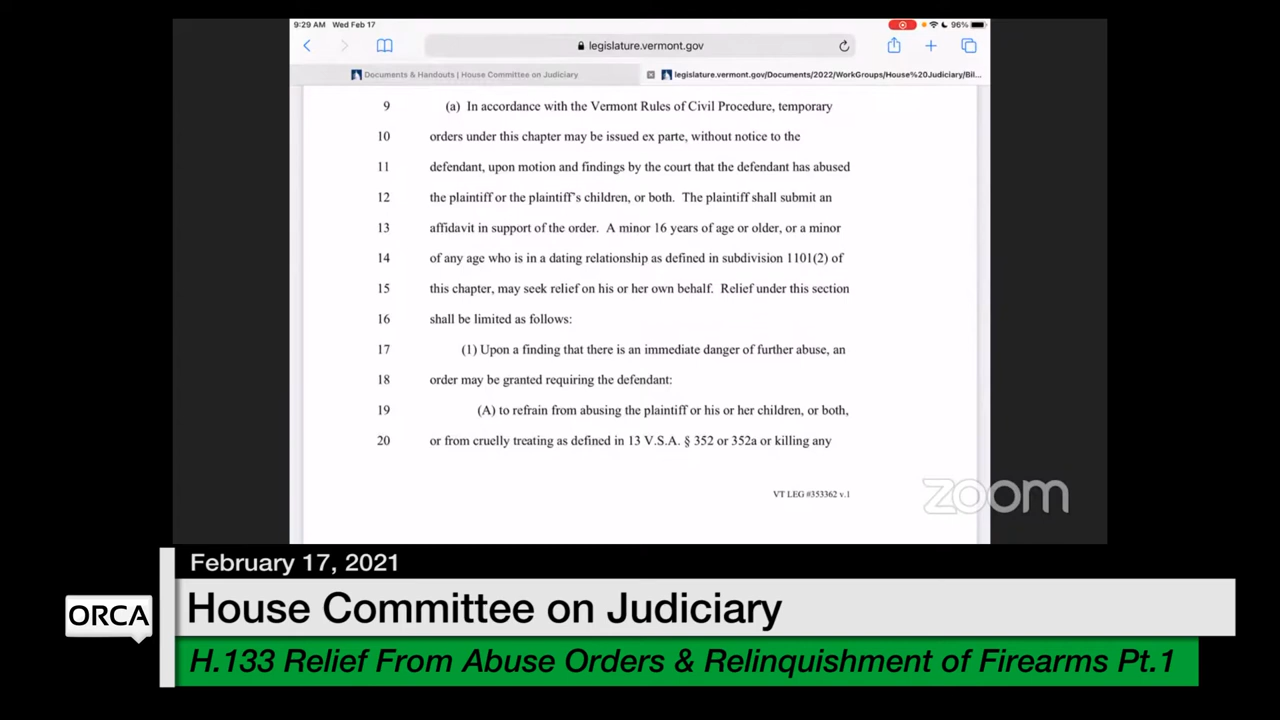 9:29 AM Wed Feb 17
96%
legislature.vermont.gov
Documents & Handouts | House Committee on Judiciary
legislature.vermont.gov/Documents/2022/WorkGroups/House%20Judiciary/Bil...
9 (a) In accordance with the Vermont Rules of Civil Procedure, temporary
10 orders under this chapter may be issued ex parte, without notice to the
11 defendant, upon motion and findings by the court that the defendant has abused
12 the plaintiff or the plaintiff's children, or both. The plaintiff shall submit an
13 affidavit in support of the order. A minor 16 years of age or older, or a minor
14 of any age who is in a dating relationship as defined in subdivision 1101(2) of
15 this chapter, may seek relief on his or her own behalf. Relief under this section
16 shall be limited as follows:
17 (1) Upon a finding that there is an immediate danger of further abuse, an
18 order may be granted requiring the defendant:
19 (A) to refrain from abusing the plaintiff or his or her children, or both,
20 or from cruelly treating as defined in 13 V.S.A. § 352 or 352a or killing any
VT LEG #353362 v.1
zoom
February 17, 2021
ORCA
House Committee on Judiciary
H.133 Relief From Abuse Orders & Relinquishment of Firearms Pt.1